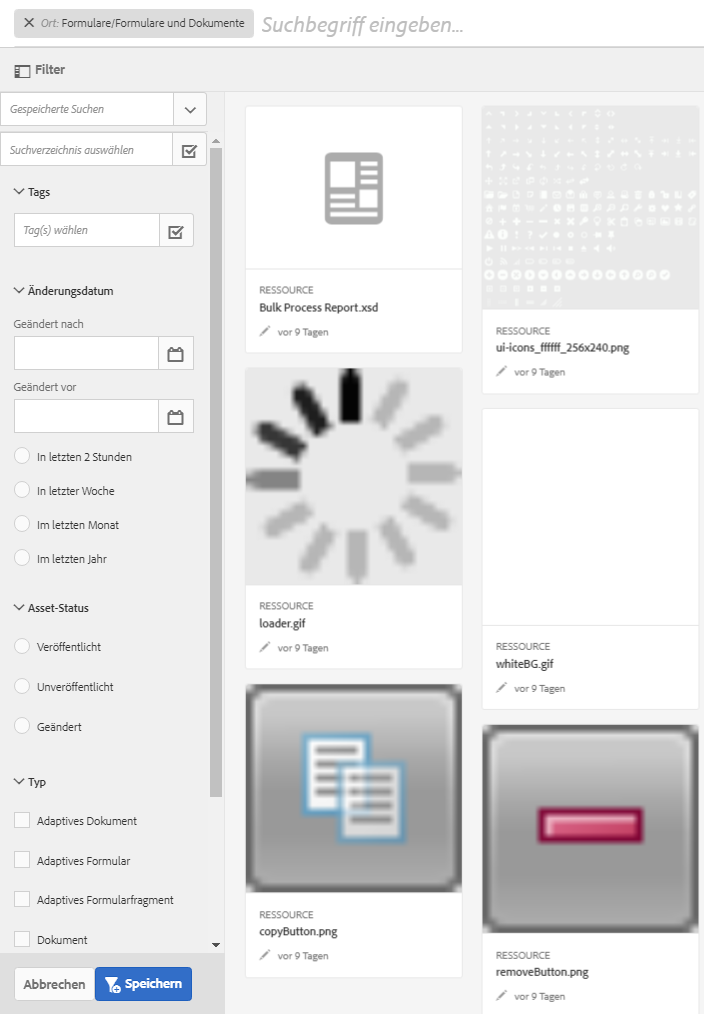 Ort: Formulare/Formulare und Dokumente
Suchbegriff eingeben...
Filter
Gespeicherte Suchen
Suchverzeichnis auswählen
Tags
Tag(s) wählen
Änderungsdatum
Geändert nach
Geändert vor
In letzten 2 Stunden
In letzter Woche
Im letzten Monat
Im letzten Jahr
Asset-Status
Veröffentlicht
Unveröffentlicht
Geändert
Typ
Adaptives Dokument
Adaptives Formular
Adaptives Formularfragment
Dokument
Abbrechen
Speichern
RESSOURCE
Bulk Process Report.xsd
vor 9 Tagen
RESSOURCE
ui-icons_ffffff_256x240.png
vor 9 Tagen
RESSOURCE
loader.gif
vor 9 Tagen
RESSOURCE
whiteBG.gif
vor 9 Tagen
RESSOURCE
copyButton.png
vor 9 Tagen
RESSOURCE
removeButton.png
vor 9 Tagen